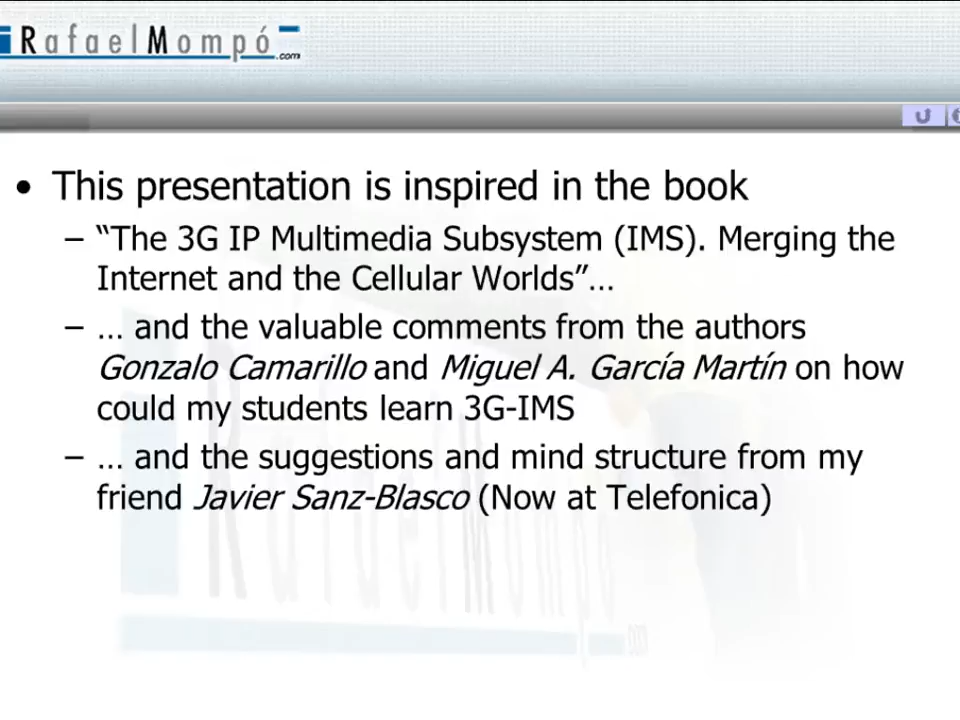 RafaelMompó
.com
• This presentation is inspired in the book
– “The 3G IP Multimedia Subsystem (IMS). Merging the
Internet and the Cellular Worlds”…
– … and the valuable comments from the authors
Gonzalo Camarillo and Miguel A. García Martín on how
could my students learn 3G-IMS
– … and the suggestions and mind structure from my
friend Javier Sanz-Blasco (Now at Telefonica)
RafaelMompó
.com